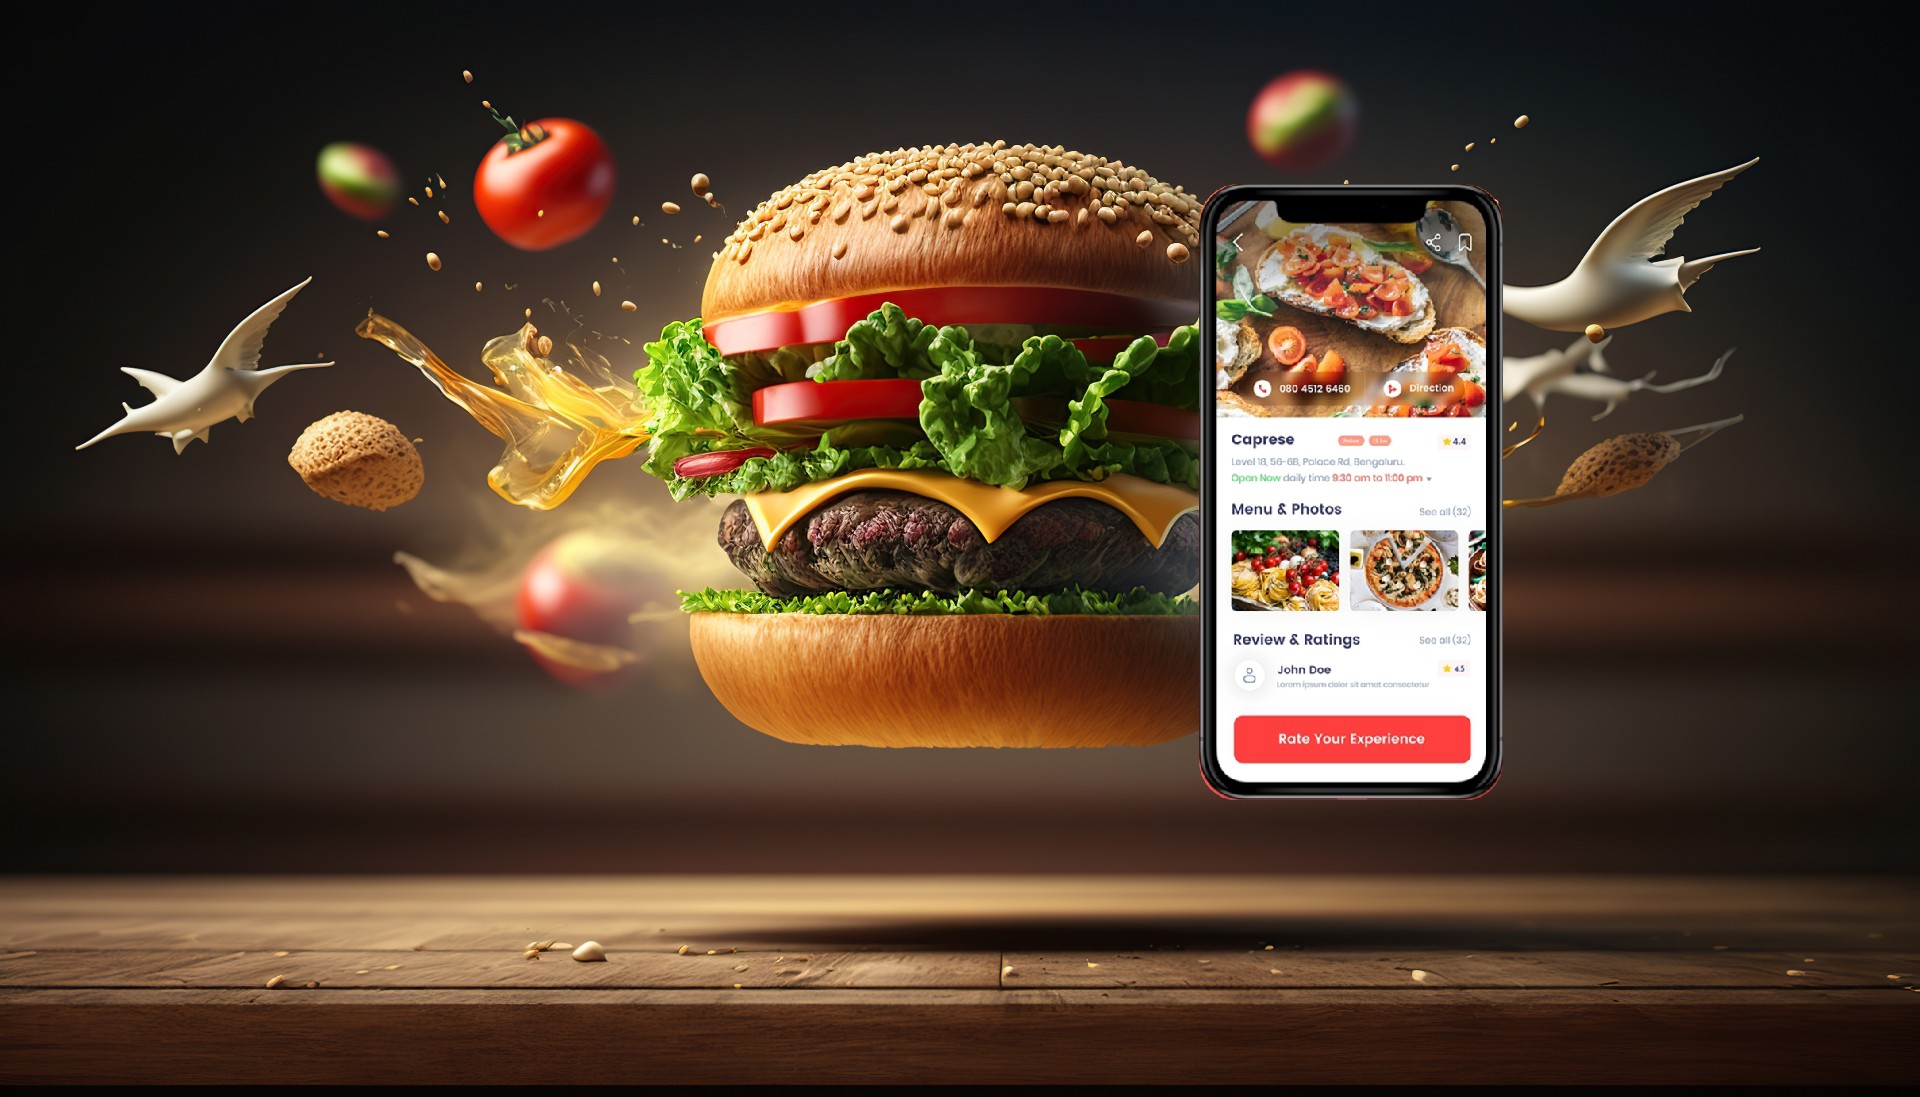 080 4512 6460
Direction
Caprese
4.4
Level 18, 56-6B, Palace Rd, Bengaluru.
Open Now daily time 9:30 am to 11:00 pm
Menu & Photos
See all (32)
Review & Ratings
See all (32)
John Doe
4.5
Lorem ipsum dolor sit amet consectetur
Rate Your Experience